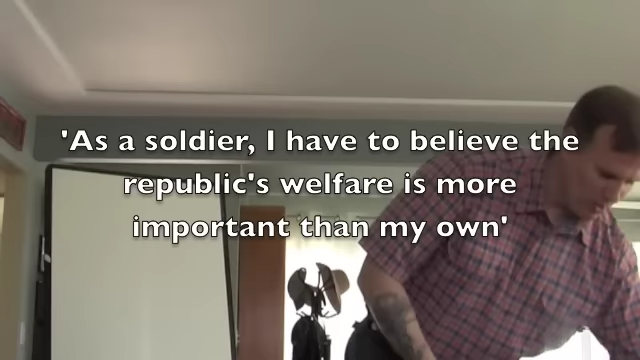 'As a soldier, I have to believe the
republic's welfare is more
important than my own'